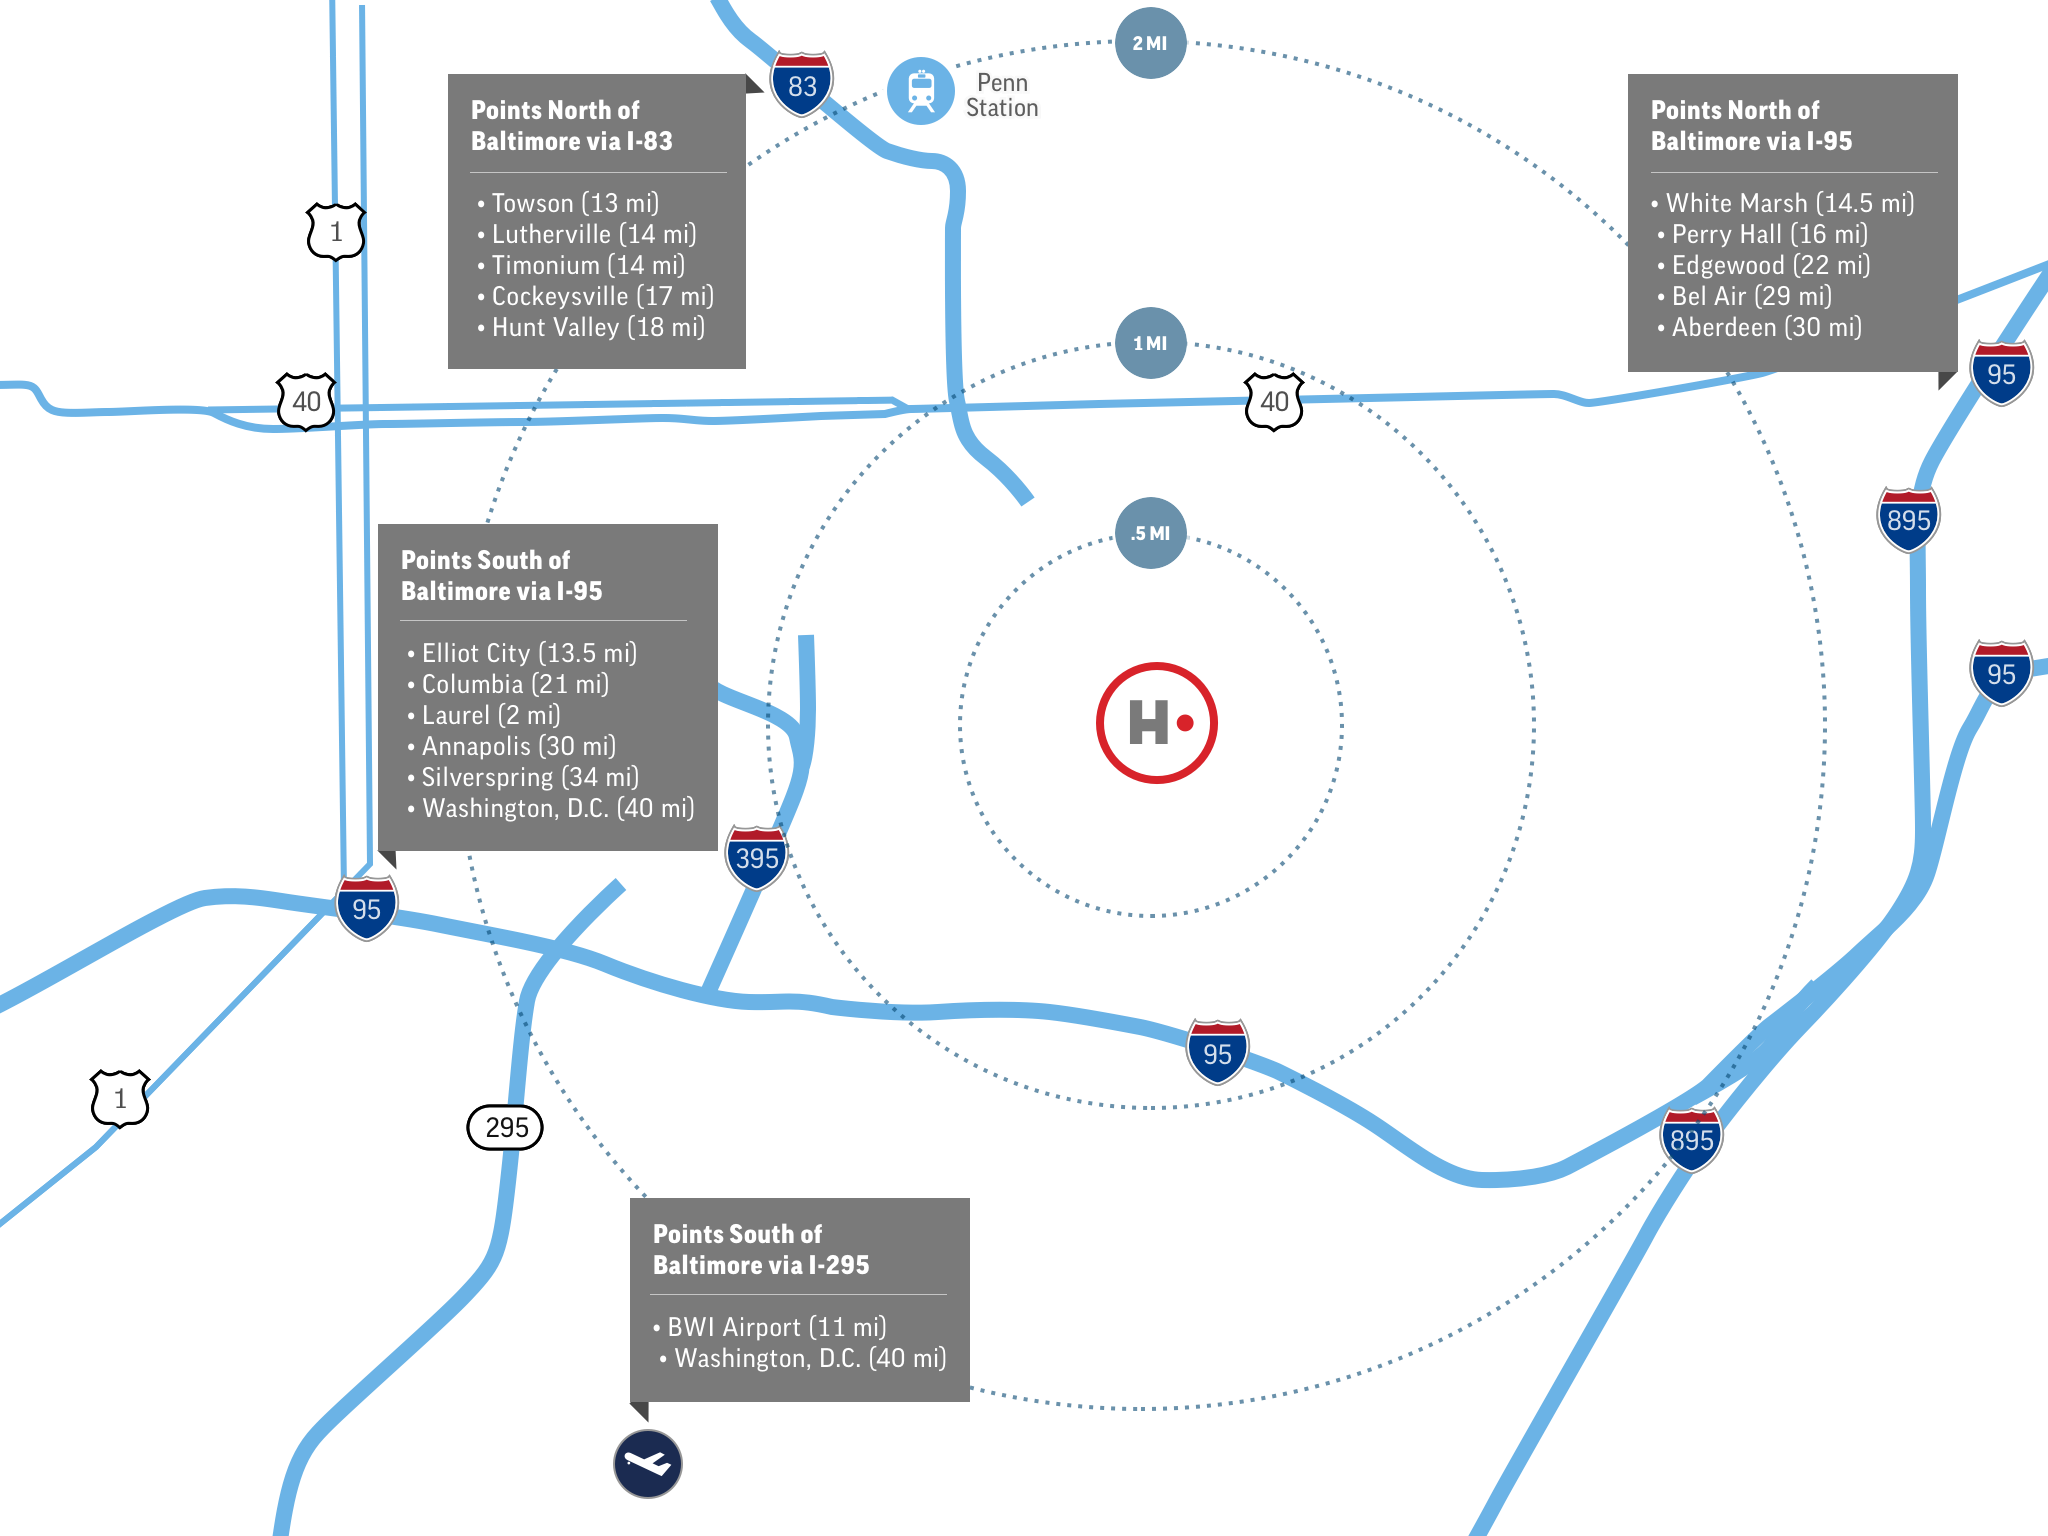 2 MI
83
Penn
Station
Points North of
Baltimore via I-83
• Towson (13 mi)
• Lutherville (14 mi)
• Timonium (14 mi)
• Cockeysville (17 mi)
• Hunt Valley (18 mi)
Points North of
Baltimore via I-95
• White Marsh (14.5 mi)
• Perry Hall (16 mi)
• Edgewood (22 mi)
• Bel Air (29 mi)
• Aberdeen (30 mi)
1
1 MI
95
40
40
895
.5 MI
Points South of
Baltimore via I-95
• Elliot City (13.5 mi)
• Columbia (21 mi)
• Laurel (2 mi)
• Annapolis (30 mi)
• Silverspring (34 mi)
• Washington, D.C. (40 mi)
95
H
395
95
95
1
295
895
Points South of
Baltimore via I-295
• BWI Airport (11 mi)
• Washington, D.C. (40 mi)